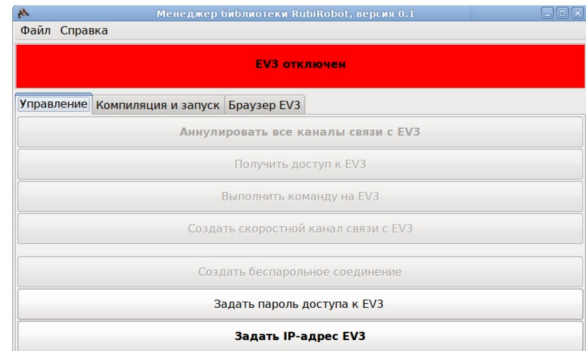 Менеджер библиотеки RubiRobot, версия 0.1
Файл Справка
EV3 отключен
Управление Компиляция и запуск Браузер EV3
Аннулировать все каналы связи с EV3
Получить доступ к EV3
Выполнить команду на EV3
Создать скоростной канал связи с EV3
Создать беспарольное соединение
Задать пароль доступа к EV3
Задать IP-адрес EV3